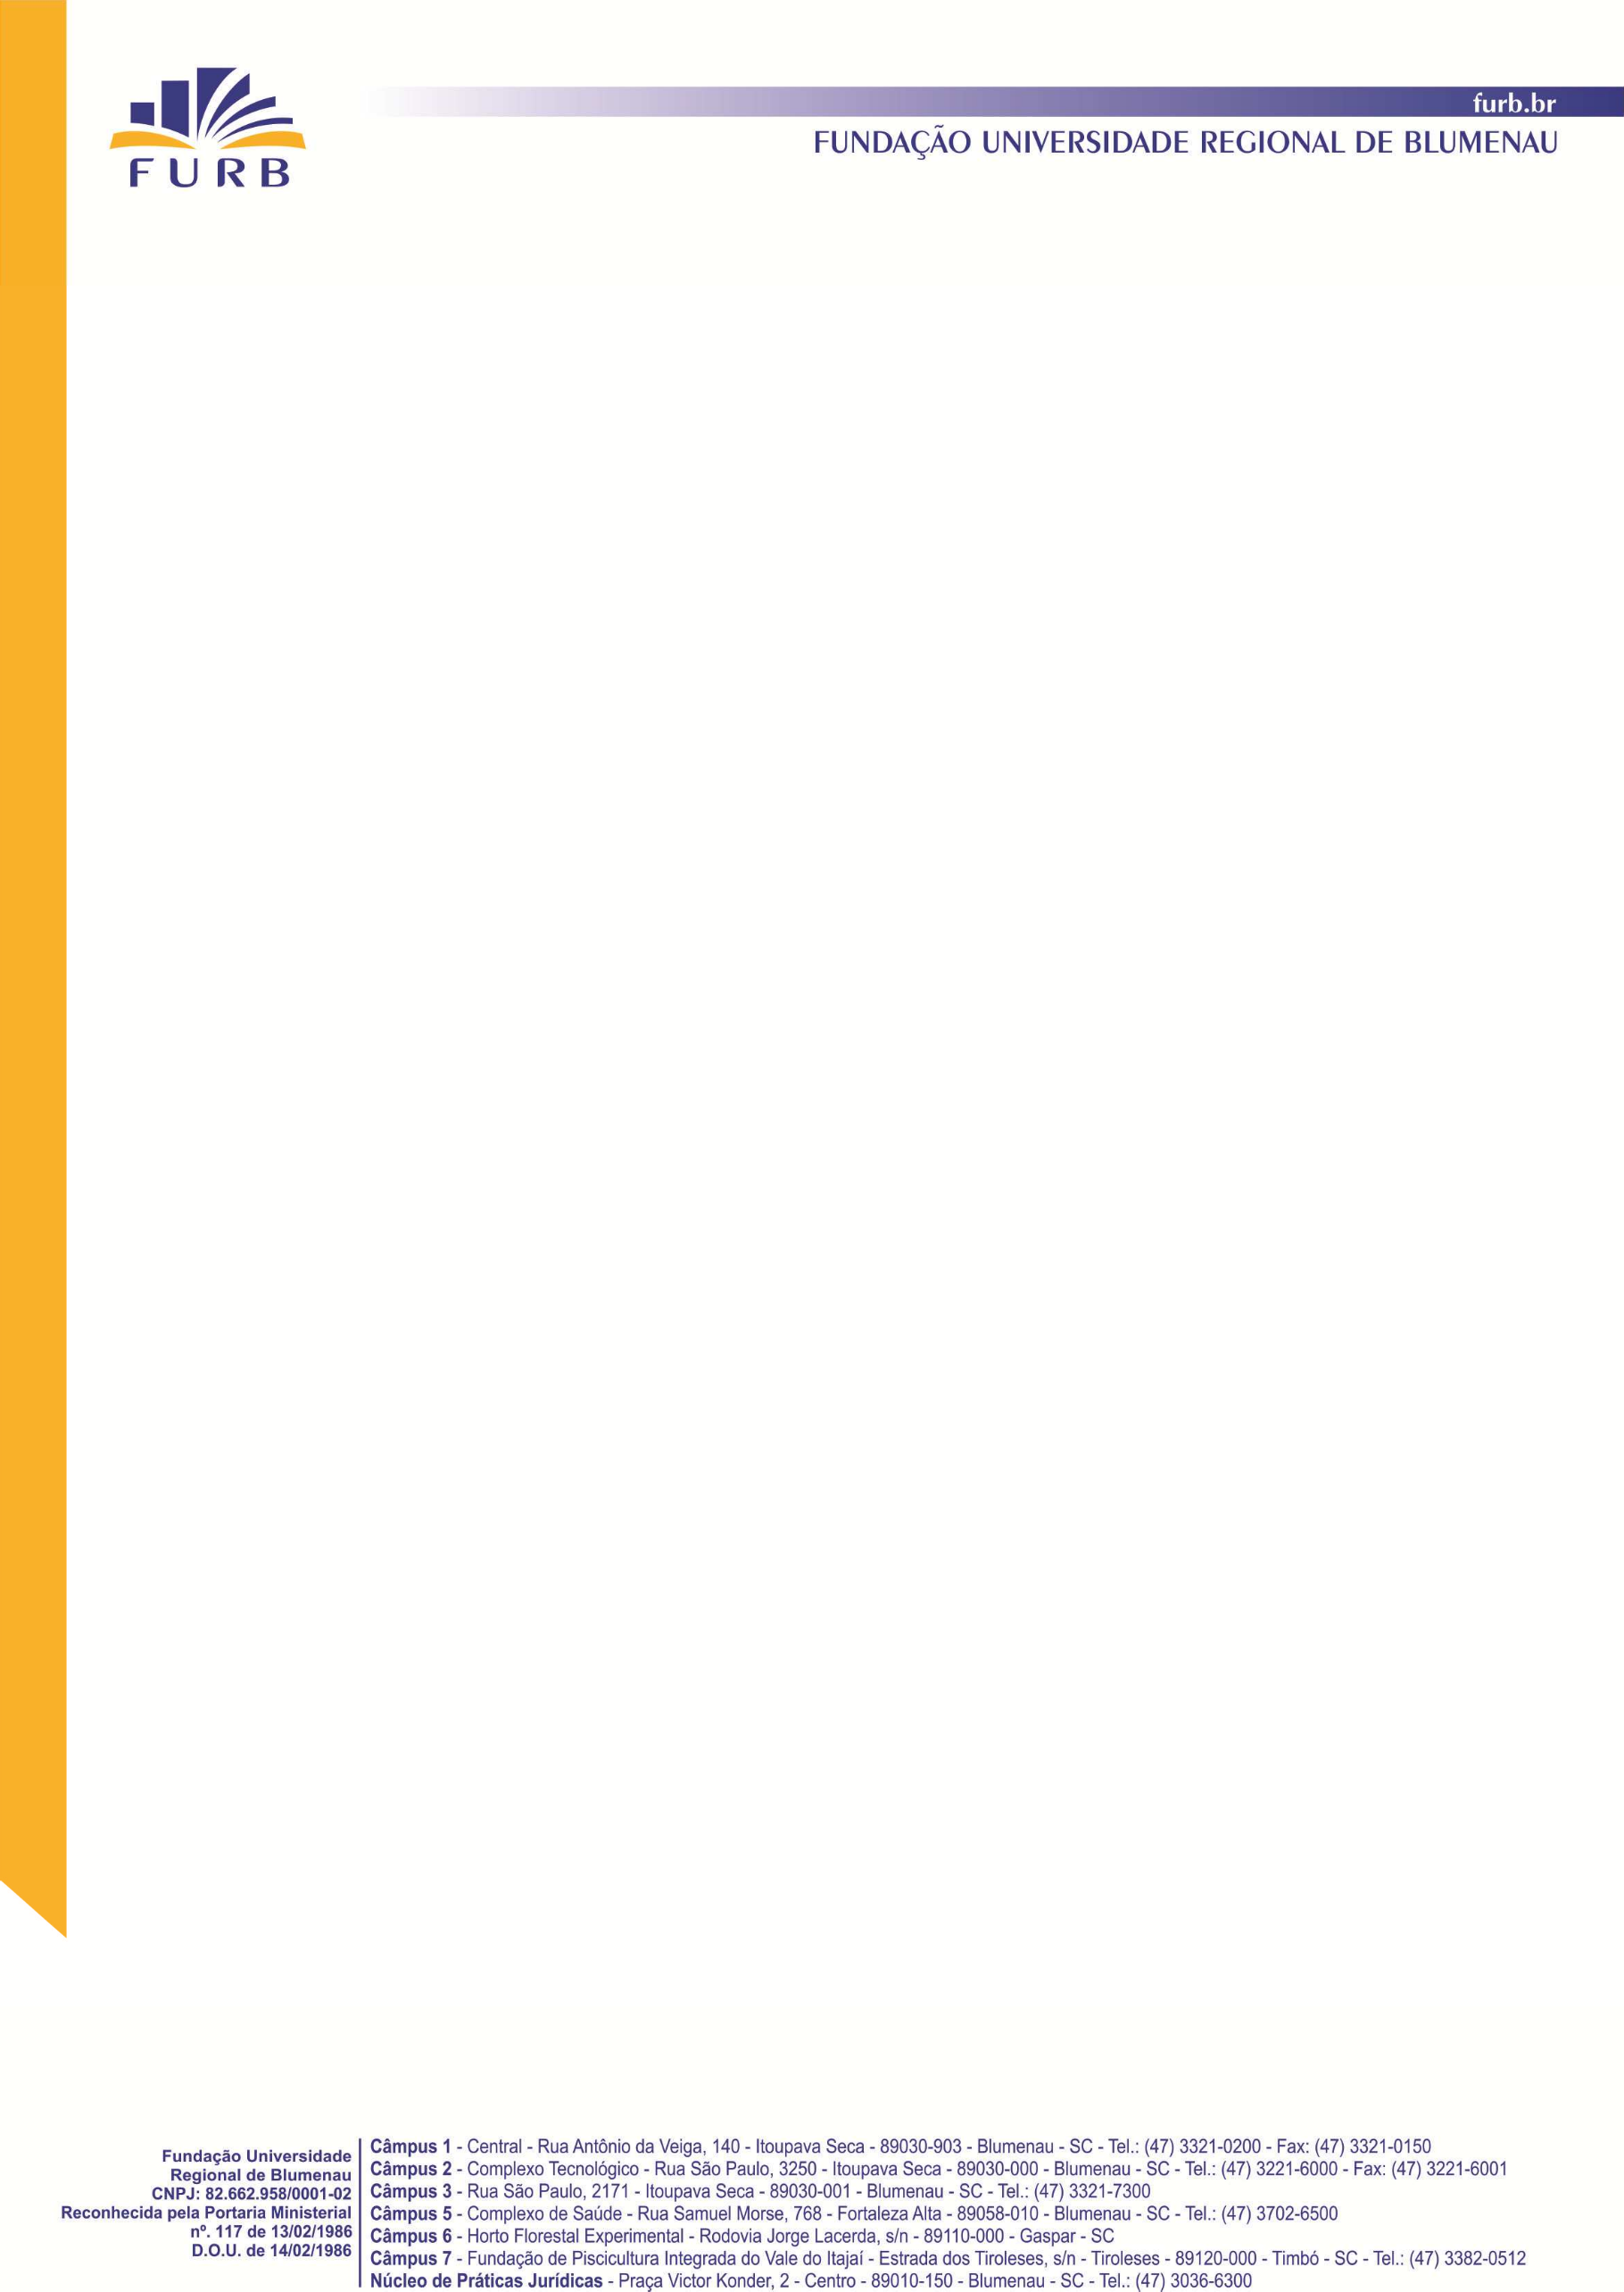 furb.br
FURB
FUNDAÇÃO UNIVERSIDADE REGIONAL DE BLUMENAU
Fundação Universidade
Regional de Blumenau
CNPJ: 82.662.958/0001-02
Reconhecida pela Portaria Ministerial
nº. 117 de 13/02/1986
D.O.U. de 14/02/1986
Câmpus 1 - Central - Rua Antônio da Veiga, 140 - Itoupava Seca - 89030-903 - Blumenau - SC - Tel.: (47) 3321-0200 - Fax: (47) 3321-0150
Câmpus 2 - Complexo Tecnológico - Rua São Paulo, 3250 - Itoupava Seca - 89030-000 - Blumenau - SC - Tel.: (47) 3221-6000 - Fax: (47) 3221-6001
Câmpus 3 - Rua São Paulo, 2171 - Itoupava Seca - 89030-001 - Blumenau - SC - Tel.: (47) 3321-7300
Câmpus 5 - Complexo de Saúde - Rua Samuel Morse, 768 - Fortaleza Alta - 89058-010 - Blumenau - SC - Tel.: (47) 3702-6500
Câmpus 6 - Horto Florestal Experimental - Rodovia Jorge Lacerda, s/n - 89110-000 - Gaspar - SC
Câmpus 7 - Fundação de Piscicultura Integrada do Vale do Itajaí - Estrada dos Tiroleses, s/n - Tiroleses - 89120-000 - Timbó - SC - Tel.: (47) 3382-0512
Núcleo de Práticas Jurídicas - Praça Victor Konder, 2 - Centro - 89010-150 - Blumenau - SC - Tel.: (47) 3036-6300